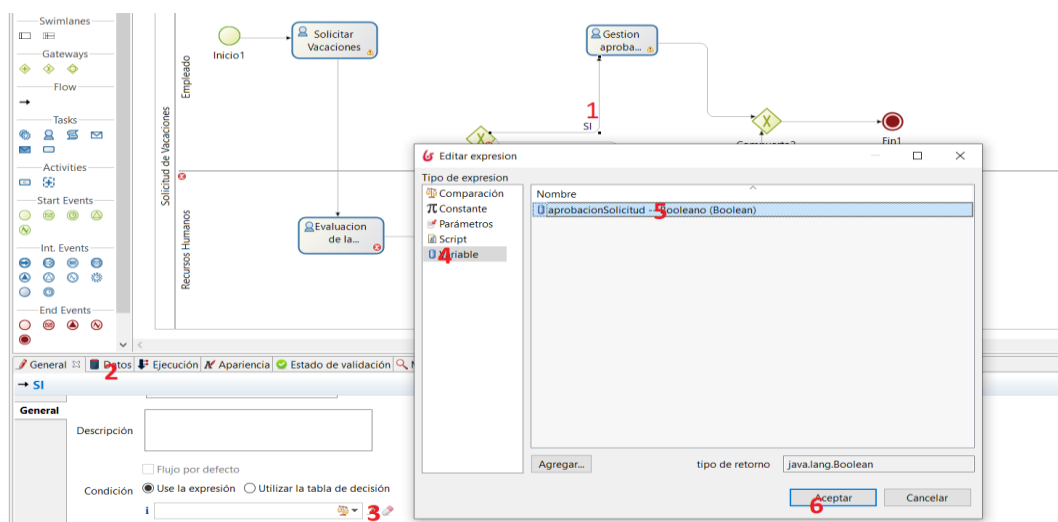 Swimlanes
Gateways
Flow
Tasks
Activities
Start Events
Int. Events
End Events
Solicitud de Vacaciones
Empleado
Recursos Humanos
Inicio1
Solicitar
Vacaciones
Gestion
aproba...
1
SI
Fin1
Evaluacion
de la...
Editar expresion
Tipo de expresion
Comparación
Constante
Parámetros
Script
Variable
4
Nombre
aprobacionSolicitud -- Booleano (Boolean)
5
Agregar...
tipo de retorno
java.lang.Boolean
Aceptar
6
Cancelar
General
Datos
2
Ejecución
Apariencia
Estado de validación
SI
General
Descripción
Flujo por defecto
Condición
Use la expresión
Utilizar la tabla de decisión
3